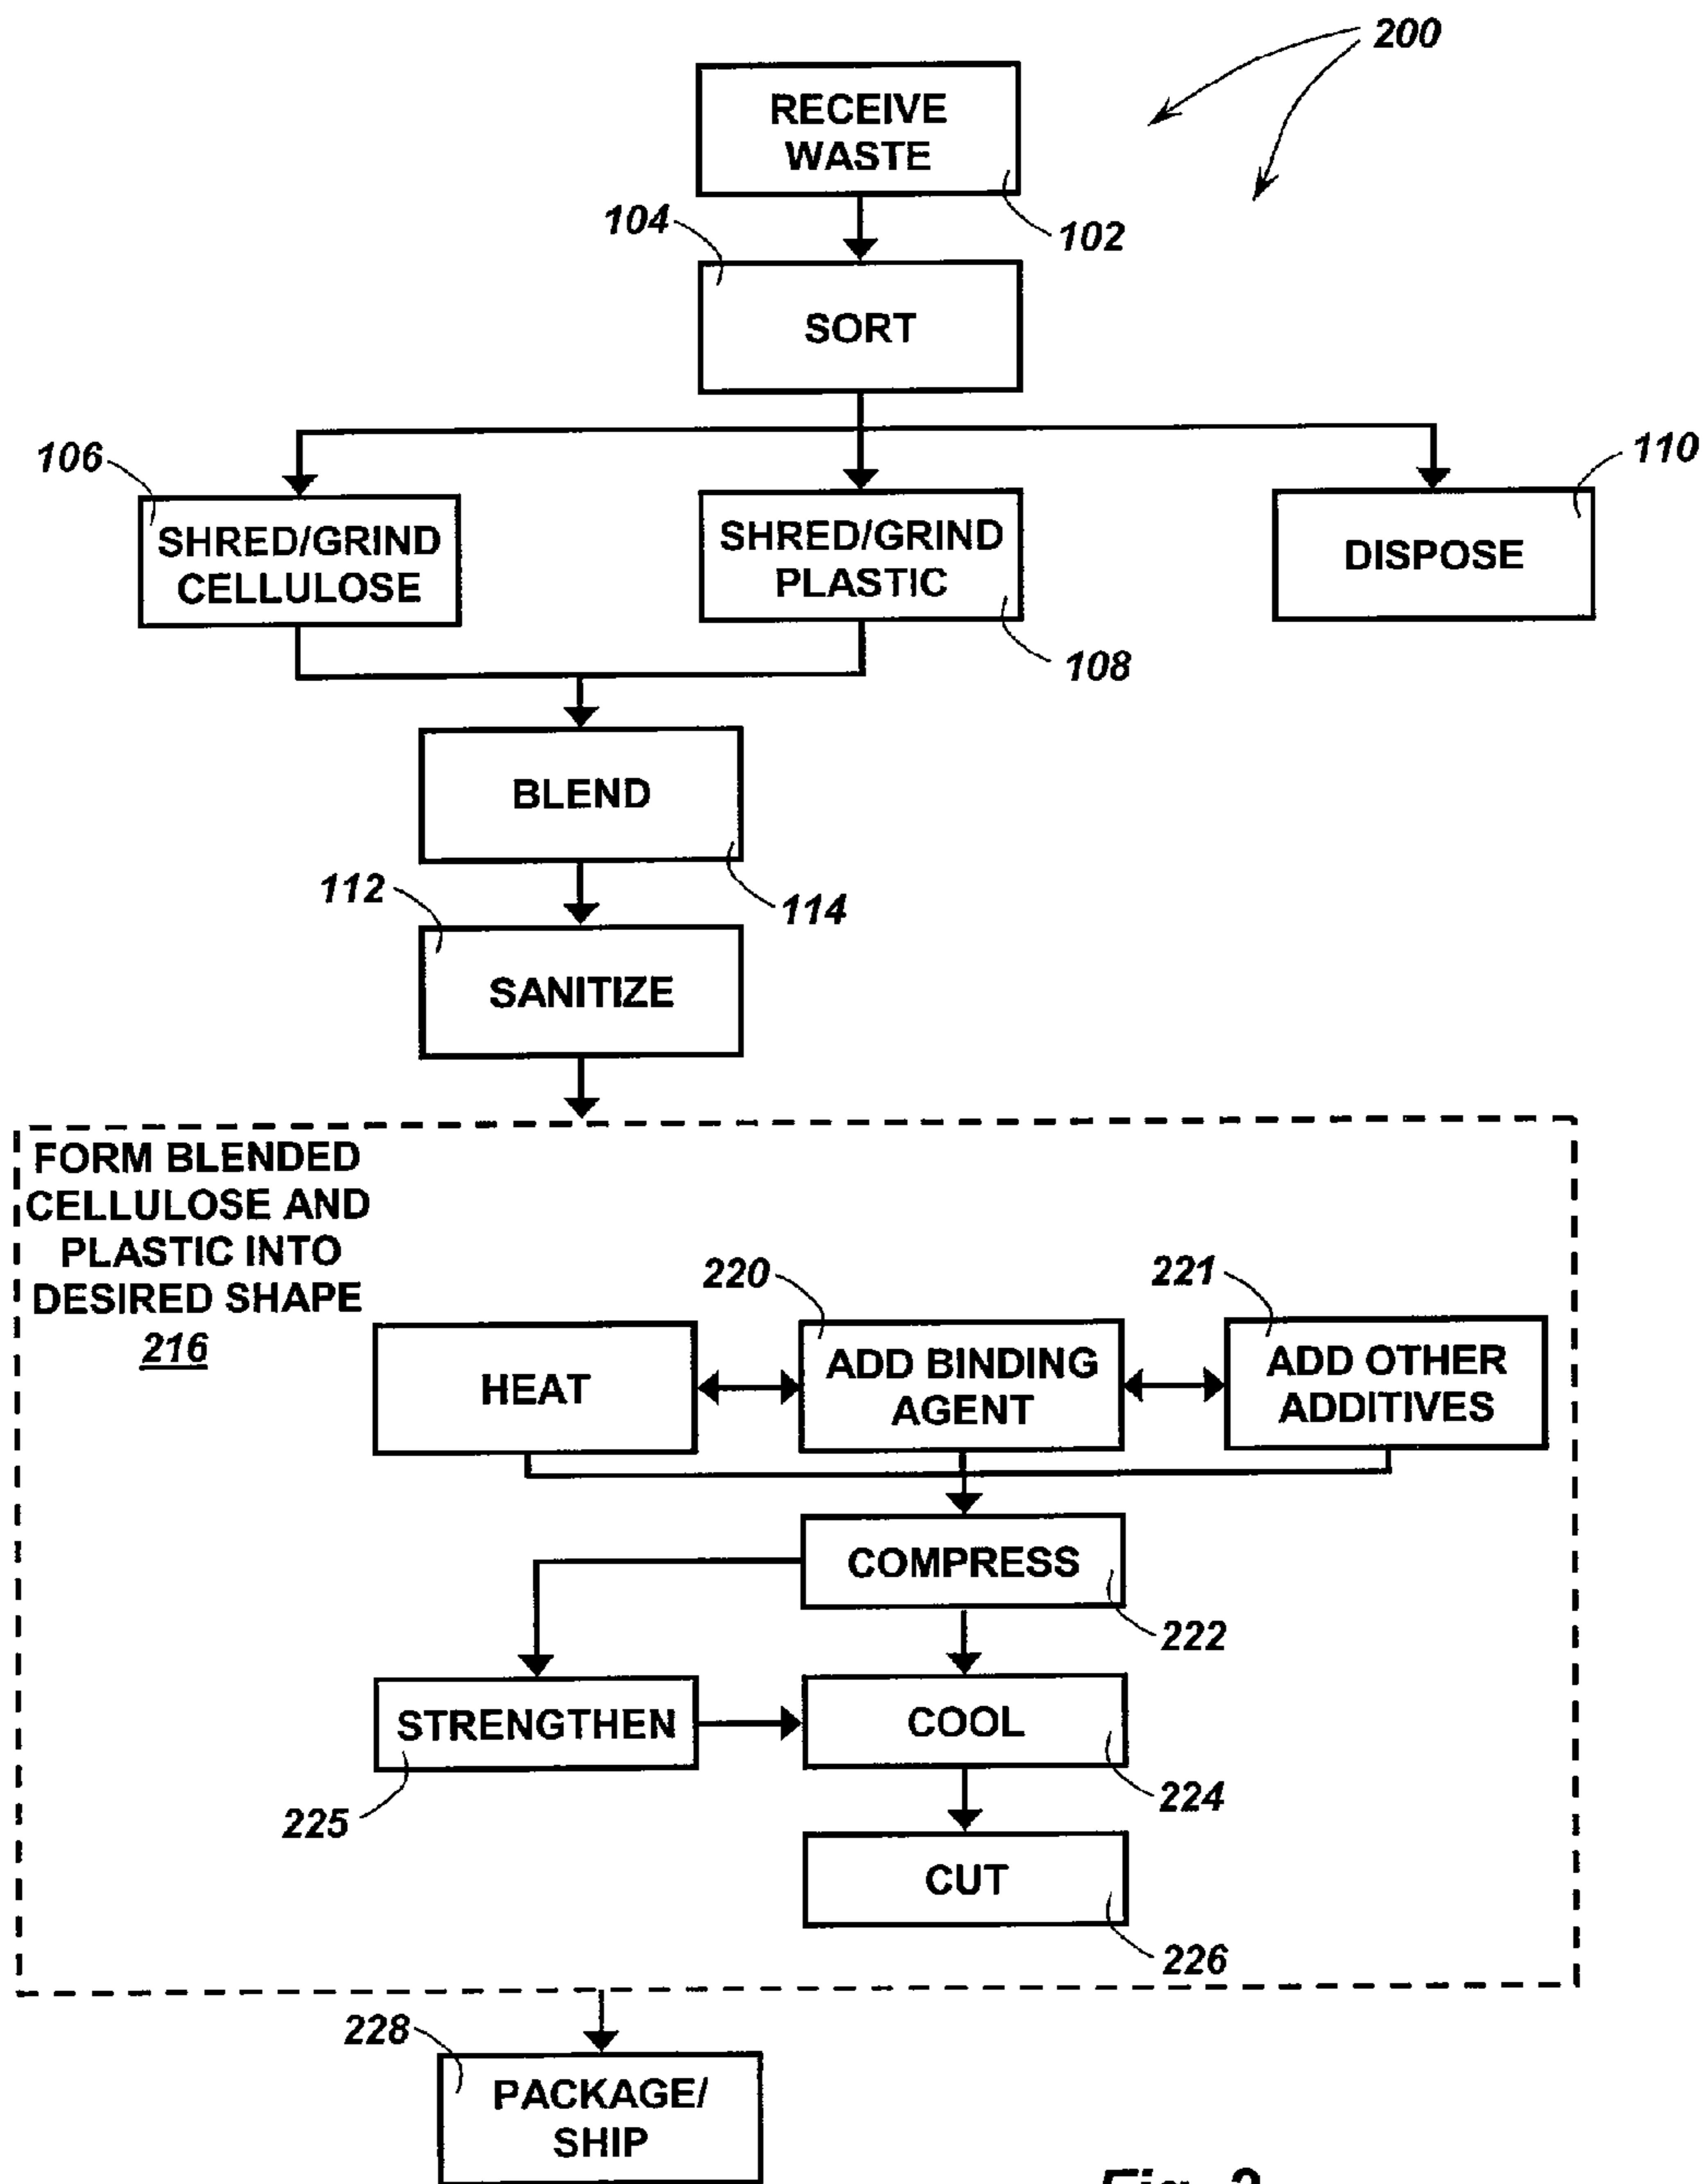 200
RECEIVE
WASTE
102
104
SORT
106
SHRED/GRIND
CELLULOSE
SHRED/GRIND
PLASTIC
108
110
DISPOSE
BLEND
114
112
SANITIZE
FORM BLENDED
CELLULOSE AND
PLASTIC INTO
DESIRED SHAPE
216
HEAT
220
ADD BINDING
AGENT
221
ADD OTHER
ADDITIVES
COMPRESS
222
STRENGTHEN
225
COOL
224
CUT
226
228
PACKAGE/
SHIP